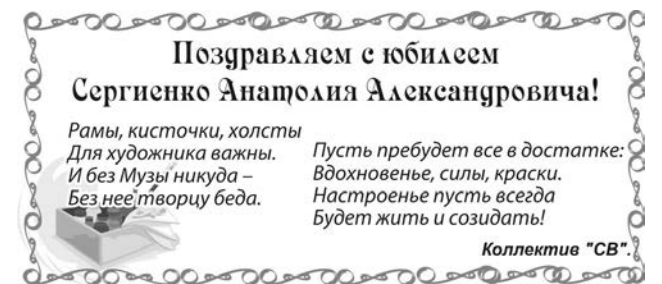 Поздравляем с юбилеем
Сергиенко Анатолия Александровича!
Рамы, кисточки, холсты
Для художника важны.
И без Музы никуда –
Без нее творцу беда.
Пусть пребудет все в достатке:
Вдохновенье, силы, краски.
Настроенье пусть всегда
Будет жить и созидать!
Коллектив "СВ".